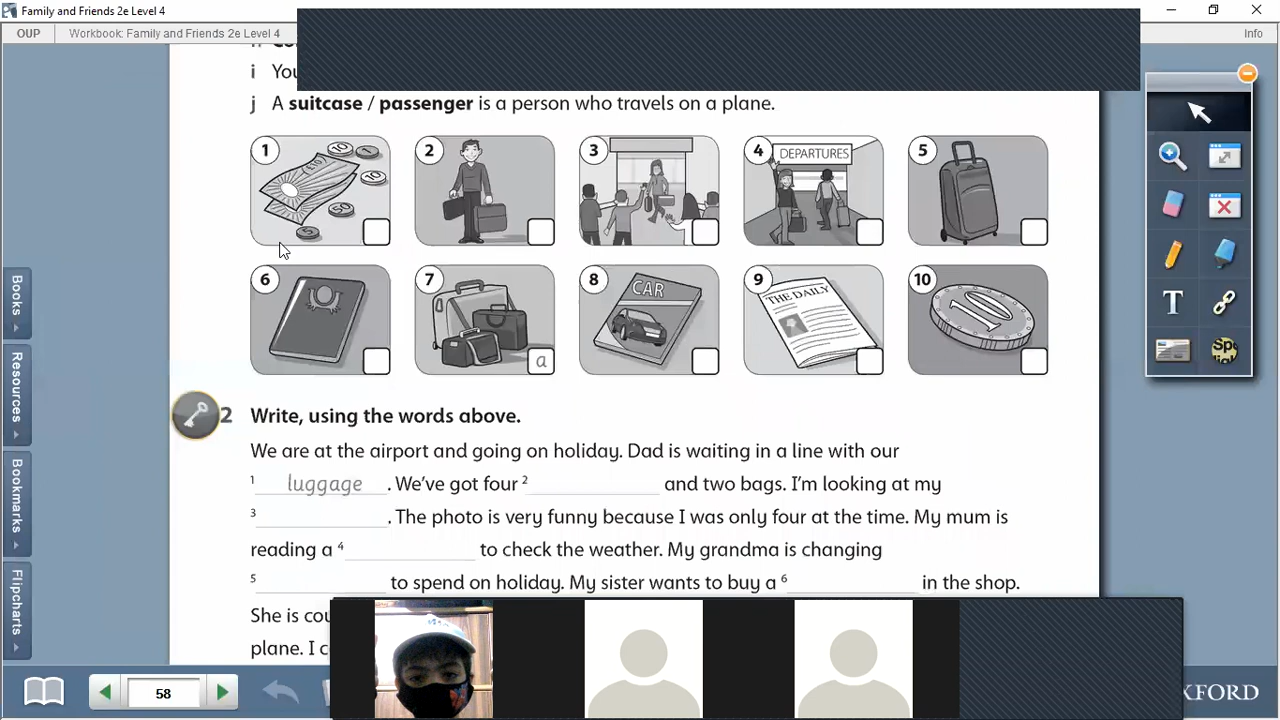 Family and Friends 2e Level 4
OUP Workbook: Family and Friends 2e Level 4 Info
i You
j A suitcase / passenger is a person who travels on a plane.
1 2 3 4 DEPARTURES 5
10 1 10 50 5
6 7 8 CAR 9 THE DAILY 10 10
a
2 Write, using the words above.
We are at the airport and going on holiday. Dad is waiting in a line with our
1 luggage . We've got four 2 and two bags. I'm looking at my
3 . The photo is very funny because I was only four at the time. My mum is
reading a 4 to check the weather. My grandma is changing
5 to spend on holiday. My sister wants to buy a 6 in the shop.
She is cou
plane. I c
Books
Resources
Bookmarks
Flipcharts
T
58
XFORD